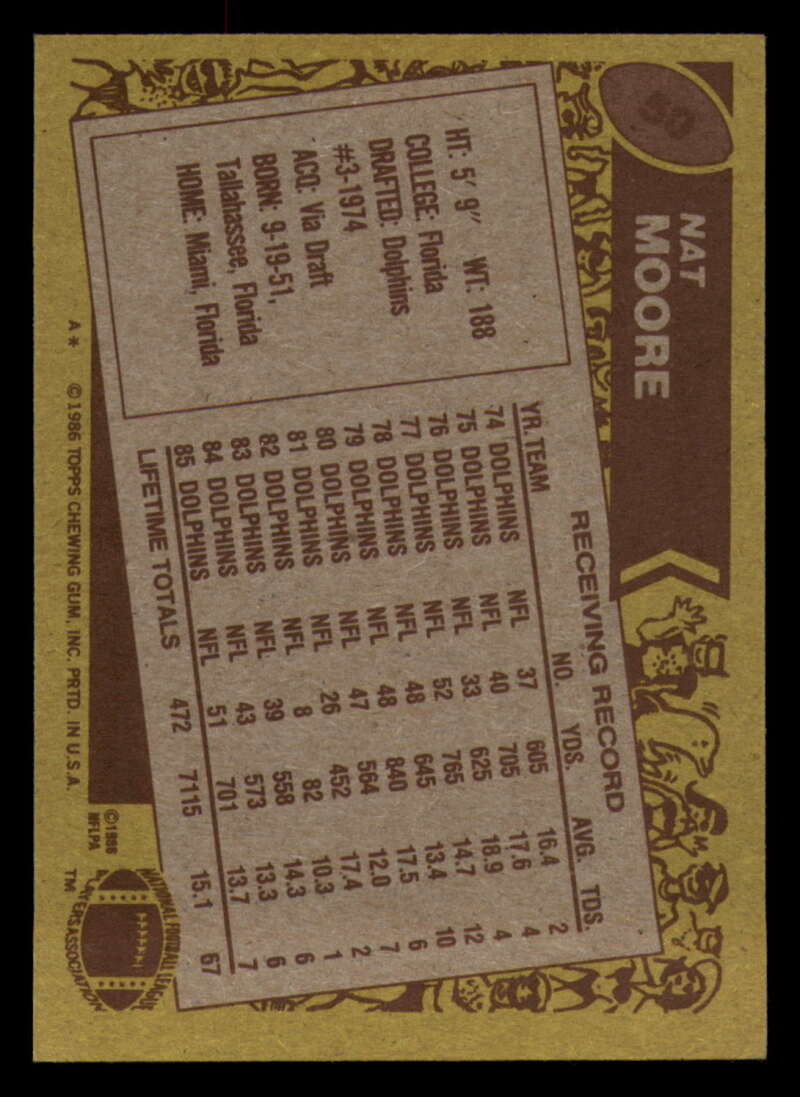 50
NAT
MOORE
HT: 5' 9" WT: 188
COLLEGE: Florida
DRAFTED: Dolphins
#3-1974
ACQ: Via Draft
BORN: 9-19-51,
Tallahassee, Florida
HOME: Miami, Florida
RECEIVING RECORD
YR. TEAM NO. YDS. AVG. TDS.
74 DOLPHINS NFL 37 605 16.4 2
75 DOLPHINS NFL 40 705 17.6 4
76 DOLPHINS NFL 33 625 18.9 4
77 DOLPHINS NFL 52 765 14.7 12
78 DOLPHINS NFL 48 645 13.4 10
79 DOLPHINS NFL 48 840 17.5 6
80 DOLPHINS NFL 47 564 12.0 7
81 DOLPHINS NFL 26 452 17.4 2
82 DOLPHINS NFL 8 82 10.3 1
83 DOLPHINS NFL 39 558 14.3 6
84 DOLPHINS NFL 43 573 13.3 6
85 DOLPHINS NFL 51 701 13.7 7
LIFETIME TOTALS 472 7115 15.1 67
A* ©1986 TOPPS CHEWING GUM, INC. PRTD. IN U.S.A.
©1986
NFLPA
NATIONAL FOOTBALL LEAGUE
PLAYERS ASSOCIATION
TM